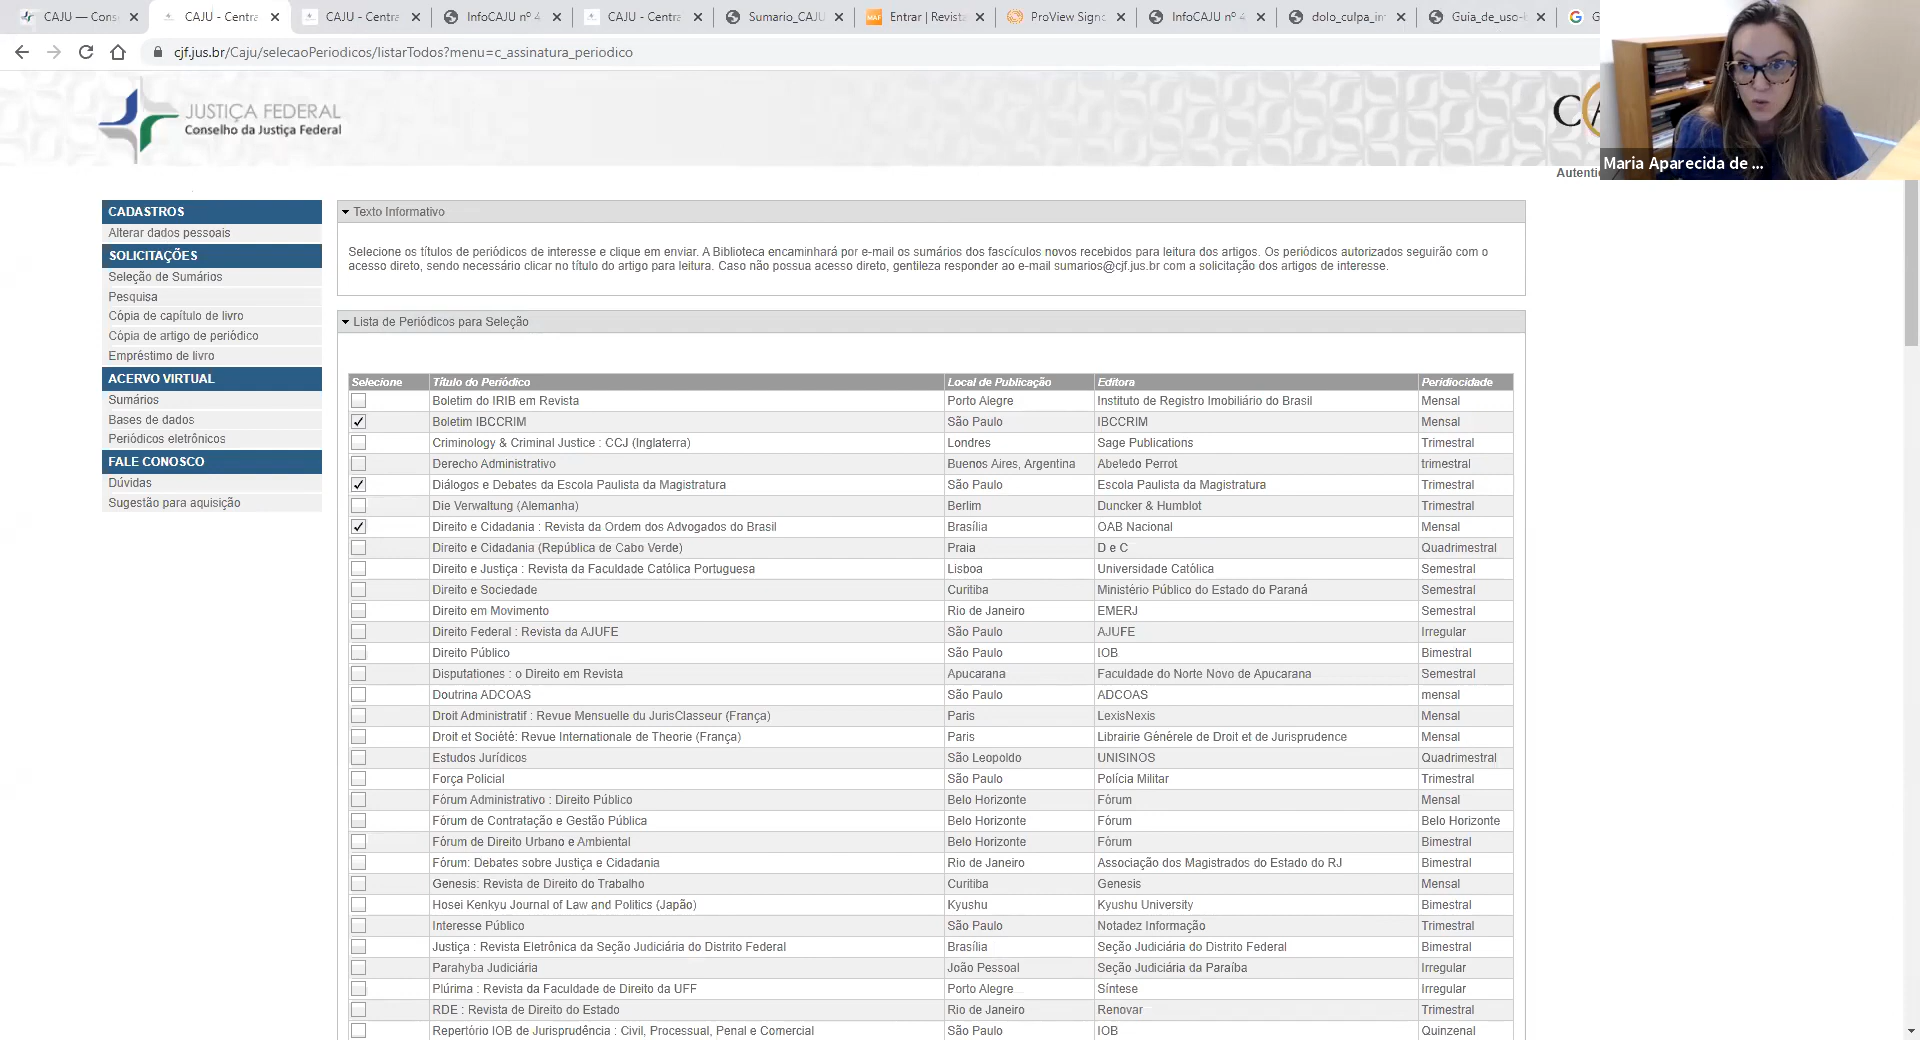 CAJU — Cons
CAJU - Centra
CAJU - Centra
InfoCAJU nº 4
CAJU - Centra
Sumario_CAJU
MAF
Entrar | Revista
ProView Signo
InfoCAJU nº 4
dolo_culpa_in
Guia_de_uso-
G
cjf.jus.br/Caju/selecaoPeriodicos/listarTodos?menu=c_assinatura_periodico
JUSTIÇA FEDERAL
Conselho da Justiça Federal
CA
Autenti
Maria Aparecida de ...
CADASTROS
Alterar dados pessoais
SOLICITAÇÕES
Seleção de Sumários
Pesquisa
Cópia de capítulo de livro
Cópia de artigo de periódico
Empréstimo de livro
ACERVO VIRTUAL
Sumários
Bases de dados
Periódicos eletrônicos
FALE CONOSCO
Dúvidas
Sugestão para aquisição
Texto Informativo
Selecione os títulos de periódicos de interesse e clique em enviar. A Biblioteca encaminhará por e-mail os sumários dos fascículos novos recebidos para leitura dos artigos. Os periódicos autorizados seguirão com o
acesso direto, sendo necessário clicar no título do artigo para leitura. Caso não possua acesso direto, gentileza responder ao e-mail sumarios@cjf.jus.br com a solicitação dos artigos de interesse.
Lista de Periódicos para Seleção
Selecione Título do Periódico Local de Publicação Editora Peridiocidade
Boletim do IRIB em Revista Porto Alegre Instituto de Registro Imobiliário do Brasil Mensal
Boletim IBCCRIM São Paulo IBCCRIM Mensal
Criminology & Criminal Justice : CCJ (Inglaterra) Londres Sage Publications Trimestral
Derecho Administrativo Buenos Aires, Argentina Abeledo Perrot trimestral
Diálogos e Debates da Escola Paulista da Magistratura São Paulo Escola Paulista da Magistratura Trimestral
Die Verwaltung (Alemanha) Berlim Duncker & Humblot Trimestral
Direito e Cidadania : Revista da Ordem dos Advogados do Brasil Brasília OAB Nacional Mensal
Direito e Cidadania (República de Cabo Verde) Praia D e C Quadrimestral
Direito e Justiça : Revista da Faculdade Católica Portuguesa Lisboa Universidade Católica Semestral
Direito e Sociedade Curitiba Ministério Público do Estado do Paraná Semestral
Direito em Movimento Rio de Janeiro EMERJ Semestral
Direito Federal : Revista da AJUFE São Paulo AJUFE Irregular
Direito Público São Paulo IOB Bimestral
Disputationes : o Direito em Revista Apucarana Faculdade do Norte Novo de Apucarana Semestral
Doutrina ADCOAS São Paulo ADCOAS mensal
Droit Administratif : Revue Mensuelle du JurisClasseur (França) Paris LexisNexis Mensal
Droit et Société: Revue Internationale de Theorie (França) Paris Librairie Générele de Droit et de Jurisprudence Mensal
Estudos Jurídicos São Leopoldo UNISINOS Quadrimestral
Força Policial São Paulo Polícia Militar Trimestral
Fórum Administrativo : Direito Público Belo Horizonte Fórum Mensal
Fórum de Contratação e Gestão Pública Belo Horizonte Fórum Belo Horizonte
Fórum de Direito Urbano e Ambiental Belo Horizonte Fórum Bimestral
Fórum: Debates sobre Justiça e Cidadania Rio de Janeiro Associação dos Magistrados do Estado do RJ Bimestral
Genesis: Revista de Direito do Trabalho Curitiba Genesis Mensal
Hosei Kenkyu Journal of Law and Politics (Japão) Kyushu Kyushu University Bimestral
Interesse Público São Paulo Notadez Informação Trimestral
Justiça : Revista Eletrônica da Seção Judiciária do Distrito Federal Brasília Seção Judiciária do Distrito Federal Bimestral
Parahyba Judiciária João Pessoal Seção Judiciária da Paraíba Irregular
Plúrima : Revista da Faculdade de Direito da UFF Porto Alegre Síntese Irregular
RDE : Revista de Direito do Estado Rio de Janeiro Renovar Trimestral
Repertório IOB de Jurisprudência : Civil, Processual, Penal e Comercial São Paulo IOB Quinzenal